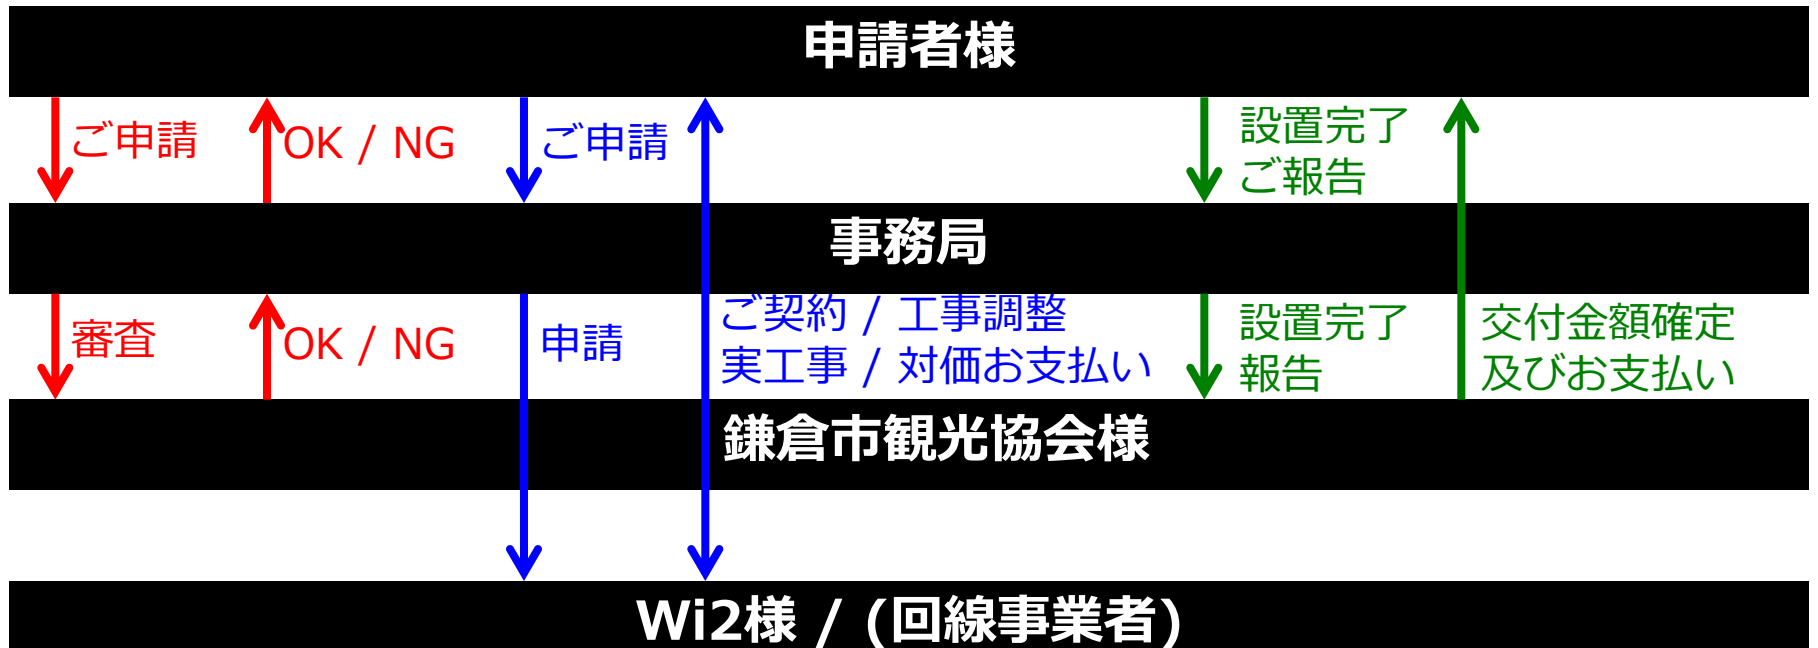 申請者様
ご申請
OK / NG
ご申請
設置完了
ご報告
事務局
審査
OK / NG
申請
ご契約 / 工事調整
実工事 / 対価お支払い
設置完了
報告
交付金額確定
及びお支払い
鎌倉市観光協会様
Wi2様 / (回線事業者)